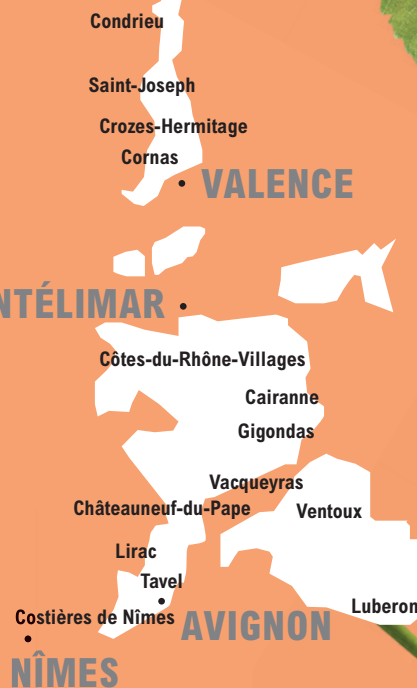 Condrieu
Saint-Joseph
Crozes-Hermitage
Cornas
VALENCE
NTÉLIMAR
Côtes-du-Rhône-Villages
Cairanne
Gigondas
Vacqueyras
Châteauneuf-du-Pape
Ventoux
Lirac
Tavel
Luberon
Costières de Nîmes
AVIGNON
NÎMES